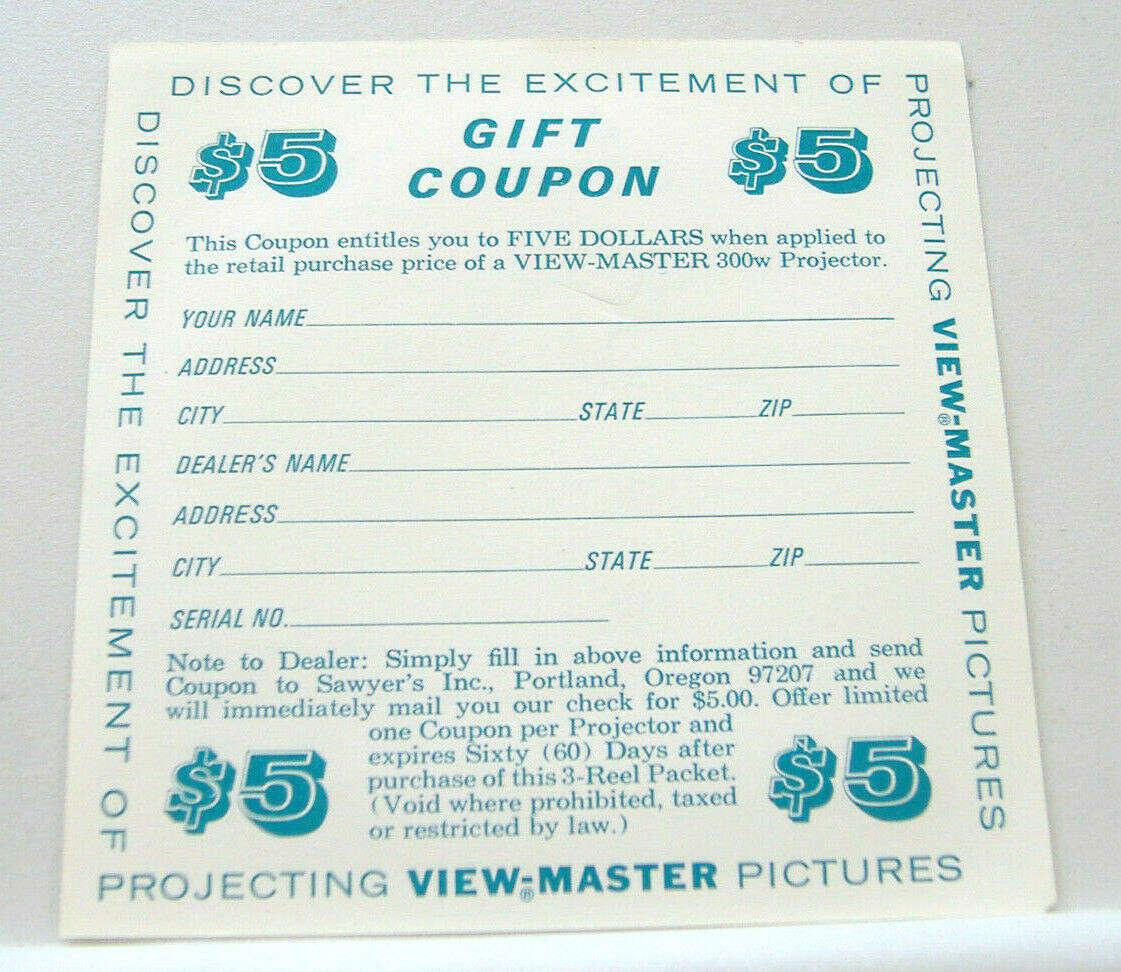 DISCOVER THE EXCITEMENT OF
PROJECTING VIEW-MASTER® PICTURES
$5 GIFT $5
COUPON
This Coupon entitles you to FIVE DOLLARS when applied to
the retail purchase price of a VIEW-MASTER 300w Projector.
YOUR NAME
ADDRESS
CITY STATE ZIP
DEALER'S NAME
ADDRESS
CITY STATE ZIP
SERIAL NO.
Note to Dealer: Simply fill in above information and send
Coupon to Sawyer's Inc., Portland, Oregon 97207 and we
will immediately mail you our check for $5.00. Offer limited
one Coupon per Projector and
expires Sixty (60) Days after
purchase of this 3-Reel Packet.
(Void where prohibited, taxed
or restricted by law.)
$5 $5
DISCOVER THE EXCITEMENT OF
PROJECTING VIEW-MASTER® PICTURES